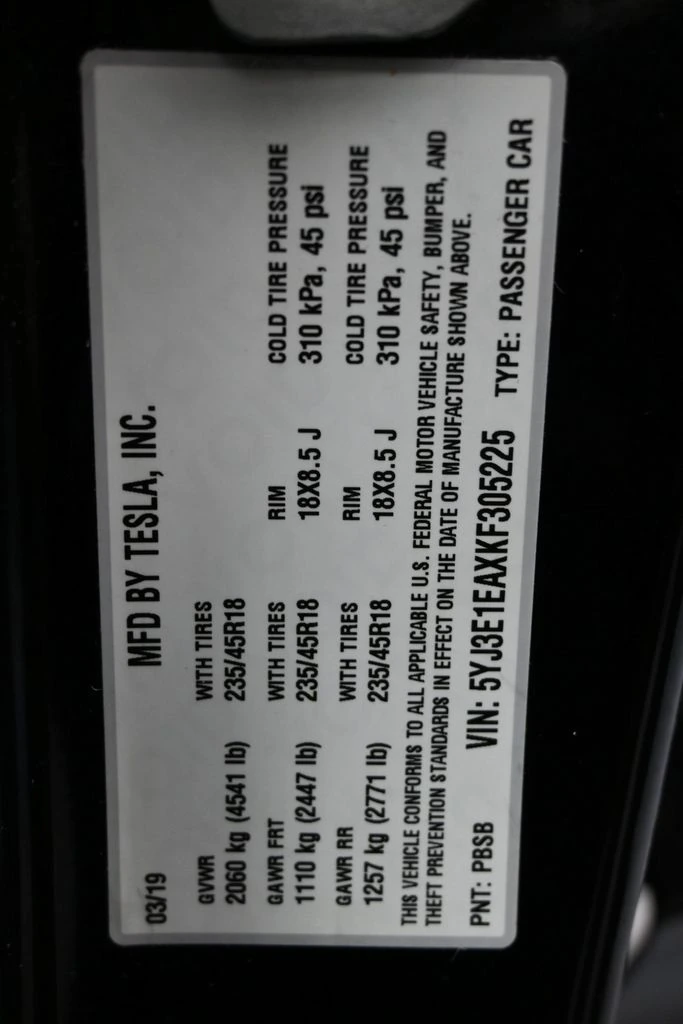 MFD BY TESLA, INC.
03/19
GVWR WITH TIRES
2060 kg (4541 lb) 235/45R18
GAWR FRT WITH TIRES RIM COLD TIRE PRESSURE
1110 kg (2447 lb) 235/45R18 18X8.5 J 310 kPa, 45 psi
GAWR RR WITH TIRES RIM COLD TIRE PRESSURE
1257 kg (2771 lb) 235/45R18 18X8.5 J 310 kPa, 45 psi
THIS VEHICLE CONFORMS TO ALL APPLICABLE U.S. FEDERAL MOTOR VEHICLE SAFETY, BUMPER, AND
THEFT PREVENTION STANDARDS IN EFFECT ON THE DATE OF MANUFACTURE SHOWN ABOVE.
PNT: PBSB VIN: 5YJ3E1EAXKF305225 TYPE: PASSENGER CAR